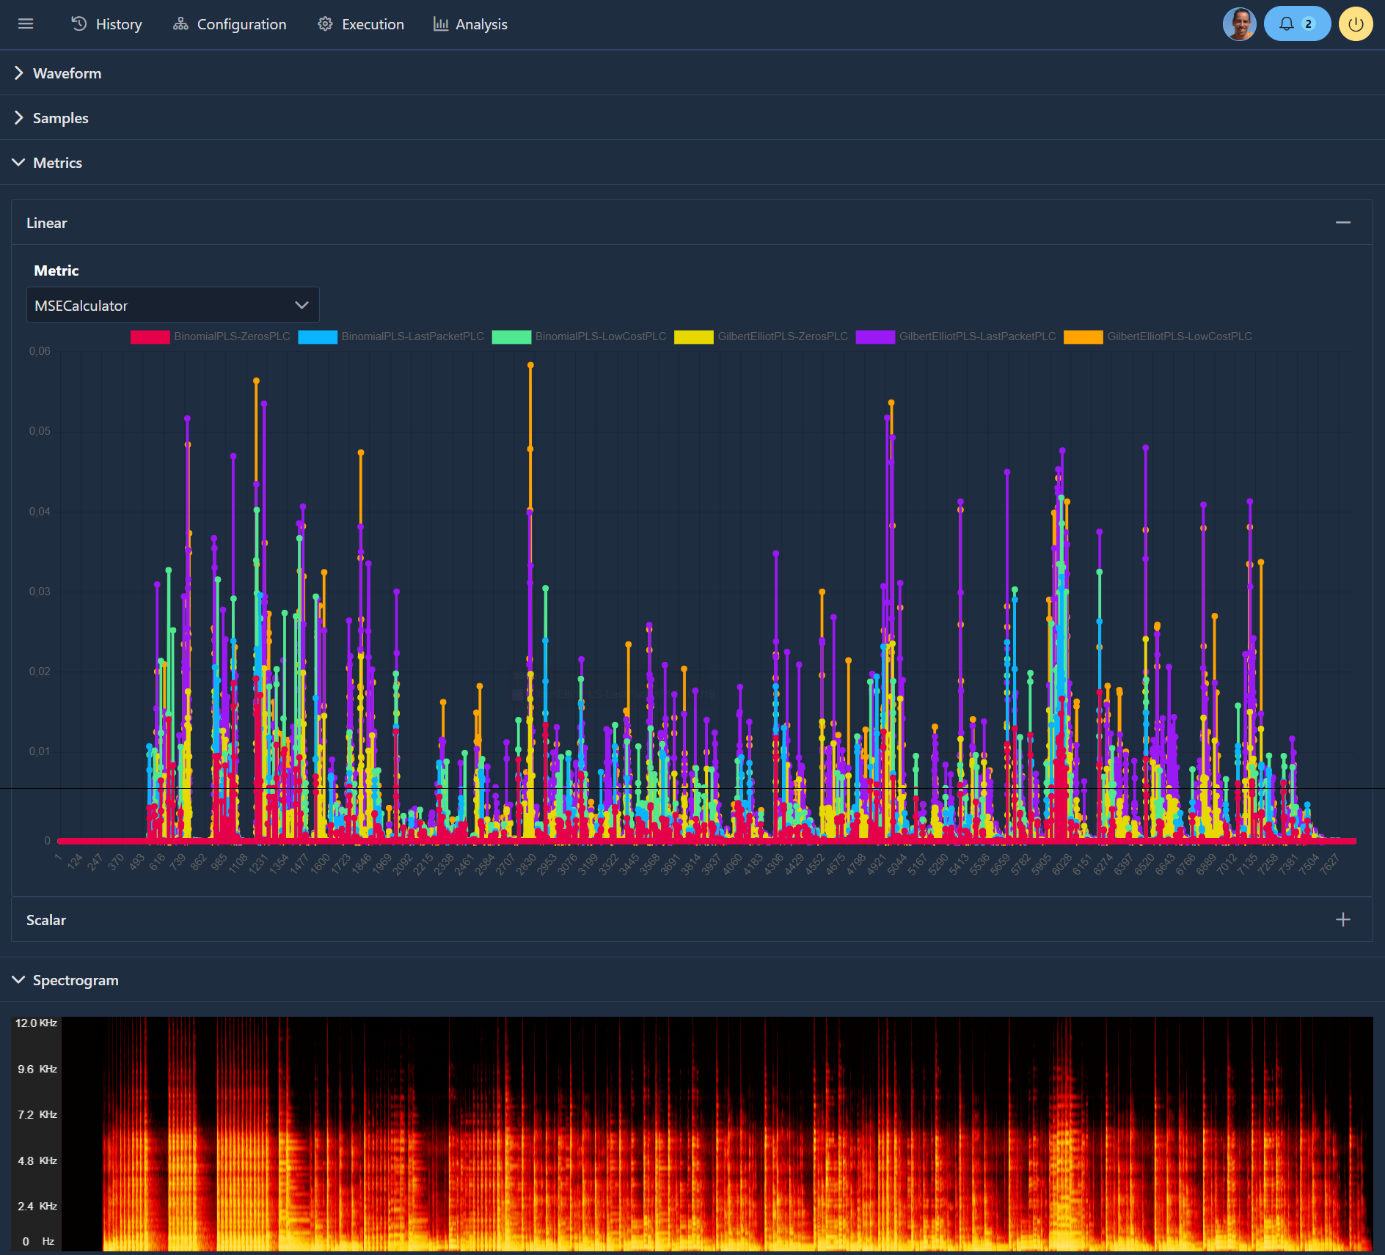 History Configuration Execution Analysis 2
Waveform
Samples
Metrics
Linear
Metric
MSECalculator
BinomialPLS-ZerosPLC BinomialPLS-LastPacketPLC BinomialPLS-LowCostPLC GilbertElliotPLS-ZerosPLC GilbertElliotPLS-LastPacketPLC GilbertElliotPLS-LowCostPLC
0,06
0,05
0,04
0,03
0,02
0,01
0
1 124 247 370 493 616 739 862 985 1108 1231 1354 1477 1600 1723 1846 1969 2092 2215 2338 2461 2584 2707 2830 2953 3076 3199 3322 3445 3568 3691 3814 3937 4060 4183 4306 4429 4552 4675 4798 4921 5044 5167 5290 5413 5536 5659 5782 5905 6028 6151 6274 6397 6520 6643 6766 6889 7012 7135 7258 7381 7504 7627
Scalar
Spectrogram
12.0 KHz
9.6 KHz
7.2 KHz
4.8 KHz
2.4 KHz
0 Hz